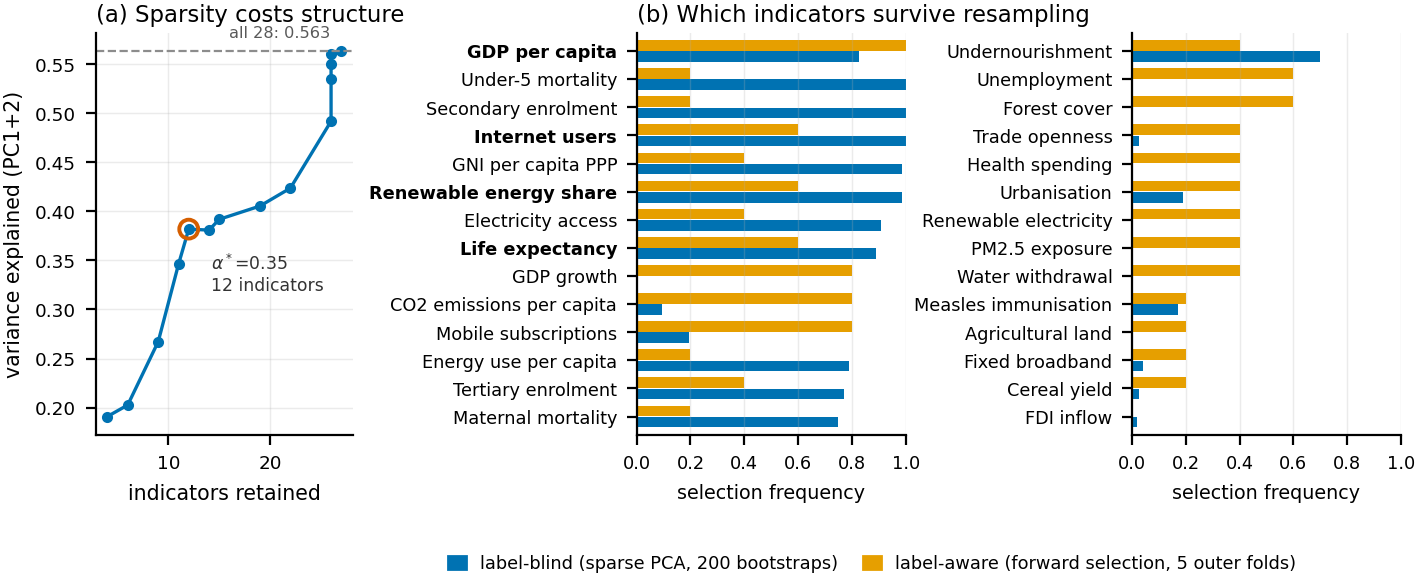 (a) Sparsity costs structure
all 28: 0.563
variance explained (PC1+2)
0.55
0.50
0.45
0.40
0.35
0.30
0.25
0.20
α*=0.35
12 indicators
10
20
indicators retained
(b) Which indicators survive resampling
GDP per capita
Under-5 mortality
Secondary enrolment
Internet users
GNI per capita PPP
Renewable energy share
Electricity access
Life expectancy
GDP growth
CO2 emissions per capita
Mobile subscriptions
Energy use per capita
Tertiary enrolment
Maternal mortality
0.0 0.2 0.4 0.6 0.8 1.0
selection frequency
Undernourishment
Unemployment
Forest cover
Trade openness
Health spending
Urbanisation
Renewable electricity
PM2.5 exposure
Water withdrawal
Measles immunisation
Agricultural land
Fixed broadband
Cereal yield
FDI inflow
0.0 0.2 0.4 0.6 0.8 1.0
selection frequency
label-blind (sparse PCA, 200 bootstraps)
label-aware (forward selection, 5 outer folds)